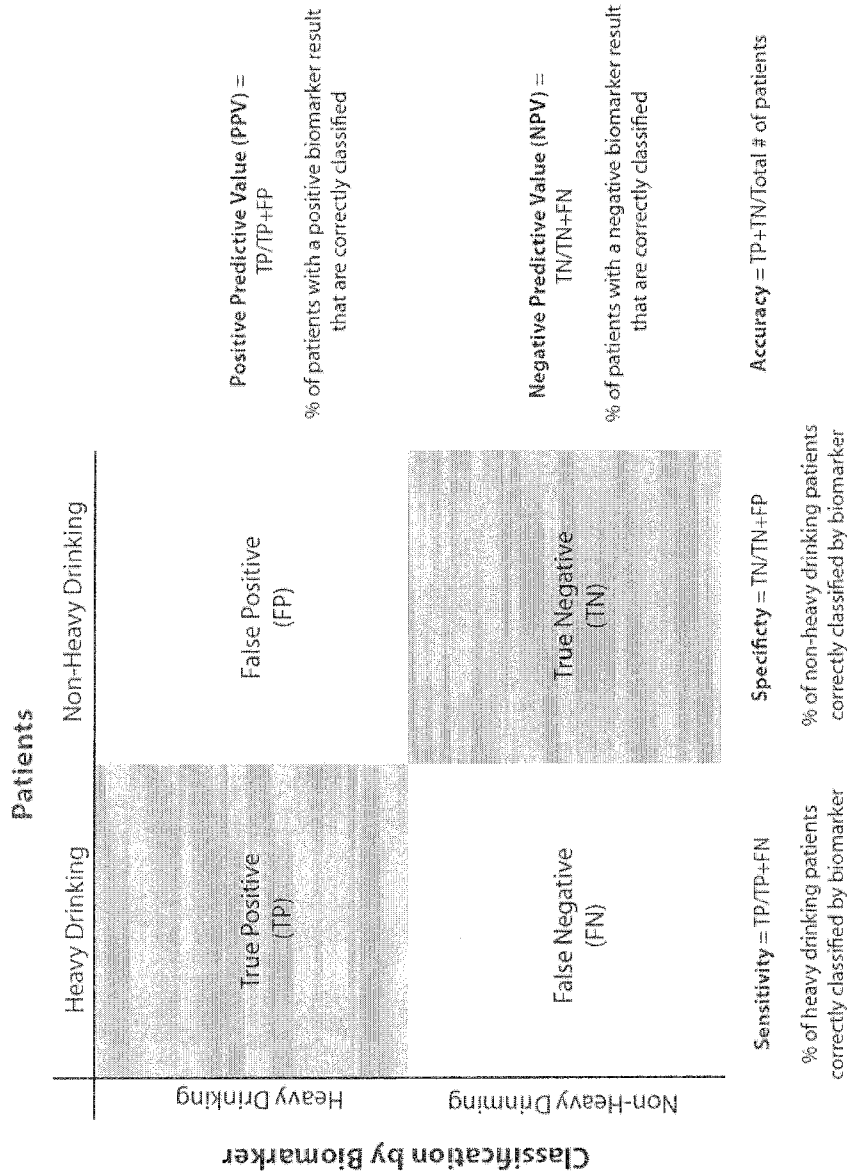 Patients
Heavy Drinking
Non-Heavy Drinking
Classification by Biomarker
Heavy Drinking
True Positive
(TP)
False Positive
(FP)
Positive Predictive Value (PPV) =
TP/TP+FP
% of patients with a positive biomarker result
that are correctly classified
Non-Heavy Drinming
False Negative
(FN)
True Negative
(TN)
Negative Predictive Value (NPV) =
TN/TN+FN
% of patients with a negative biomarker result
that are correctly classified
Sensitivity = TP/TP+FN
% of heavy drinking patients
correctly classified by biomarker
Specificty = TN/TN+FP
% of non-heavy drinking patients
correctly classified by biomarker
Accuracy = TP+TN/Total # of patients